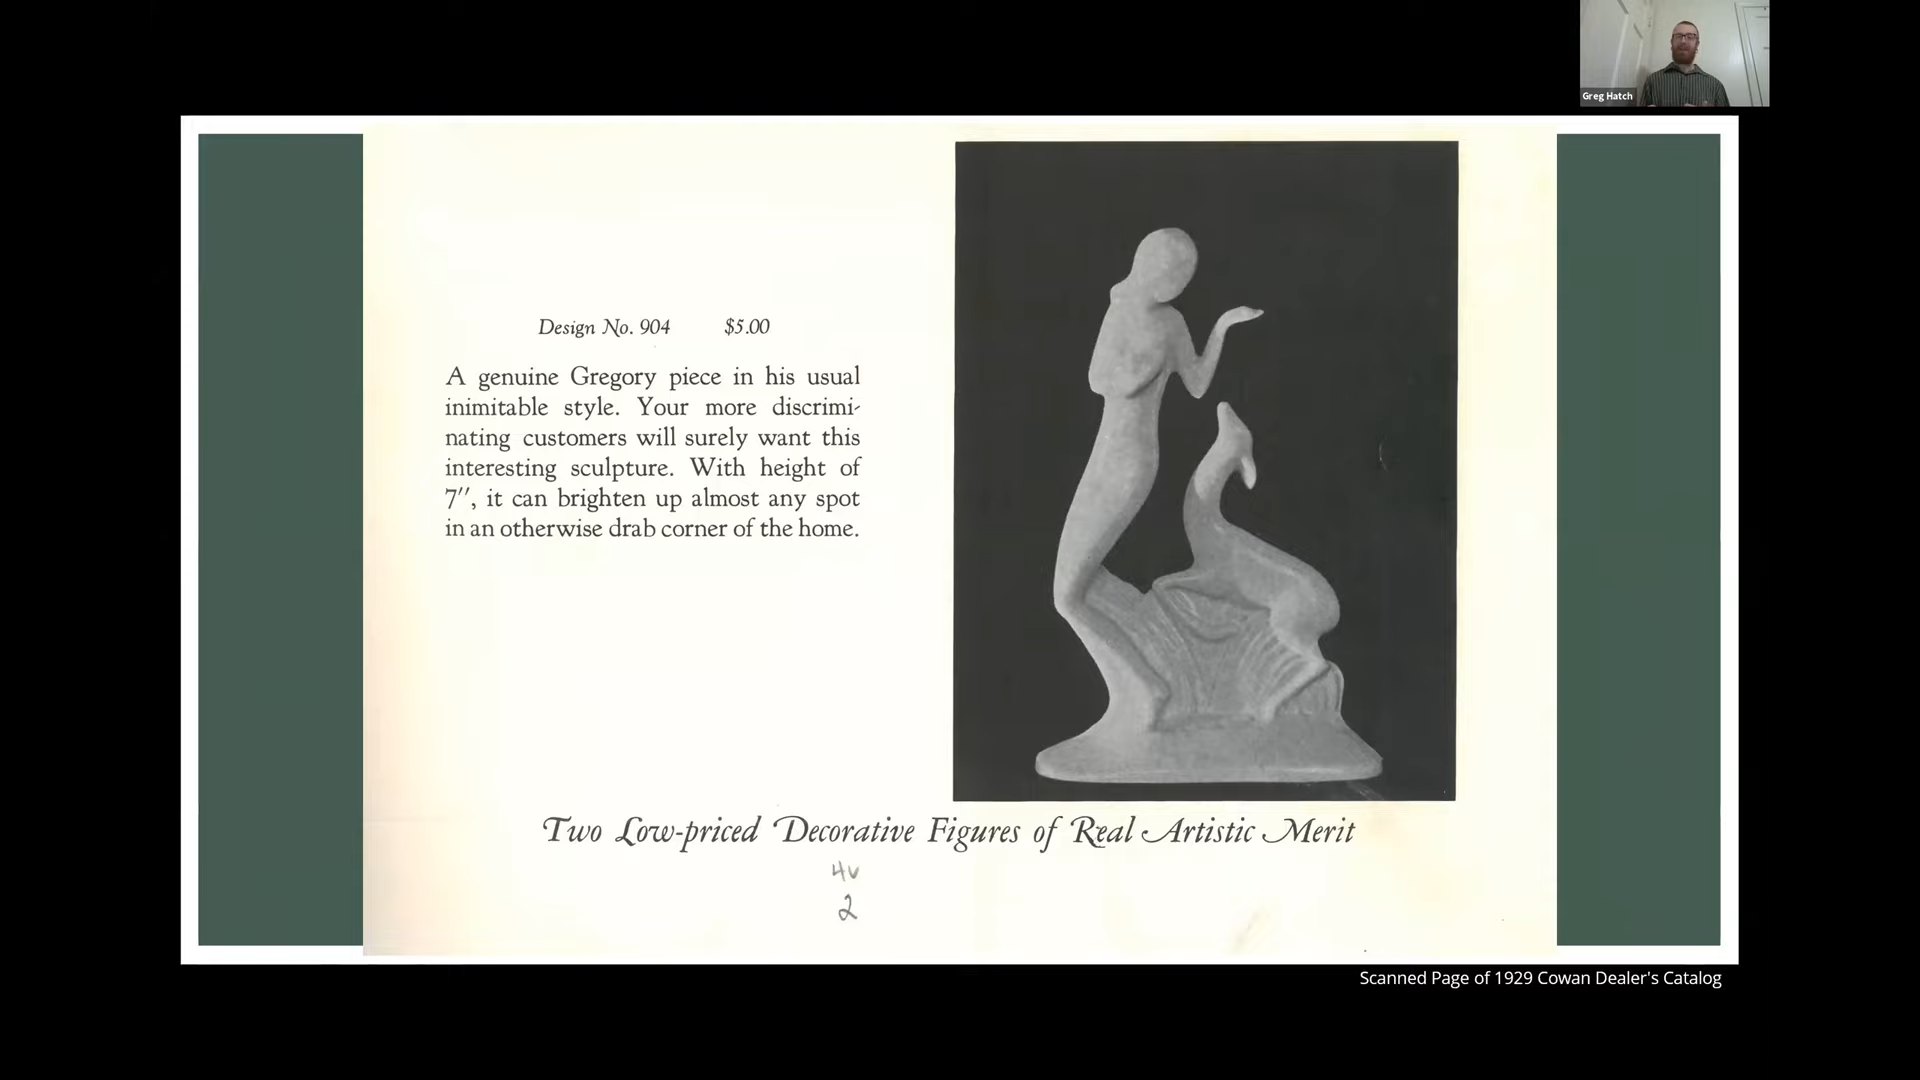 Greg Hatch
Design No. 904 $5.00
A genuine Gregory piece in his usual
inimitable style. Your more discrimi-
nating customers will surely want this
interesting sculpture. With height of
7", it can brighten up almost any spot
in an otherwise drab corner of the home.
Two Low-priced Decorative Figures of Real Artistic Merit
2
Scanned Page of 1929 Cowan Dealer's Catalog